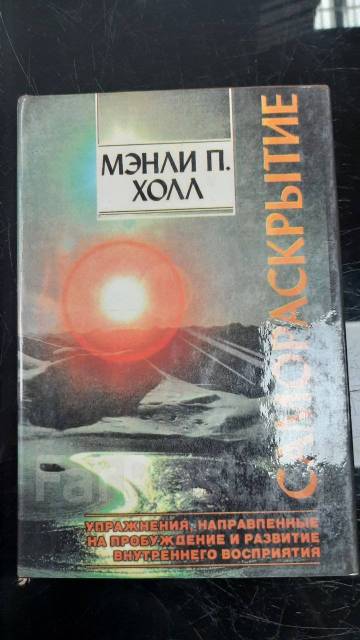 МЭНЛИ П.
ХОЛЛ
САМОРАСКРЫТИЕ
УПРАЖНЕНИЯ, НАПРАВЛЕННЫЕ
НА ПРОБУЖДЕНИЕ И РАЗВИТИЕ
ВНУТРЕННЕГО ВОСПРИЯТИЯ